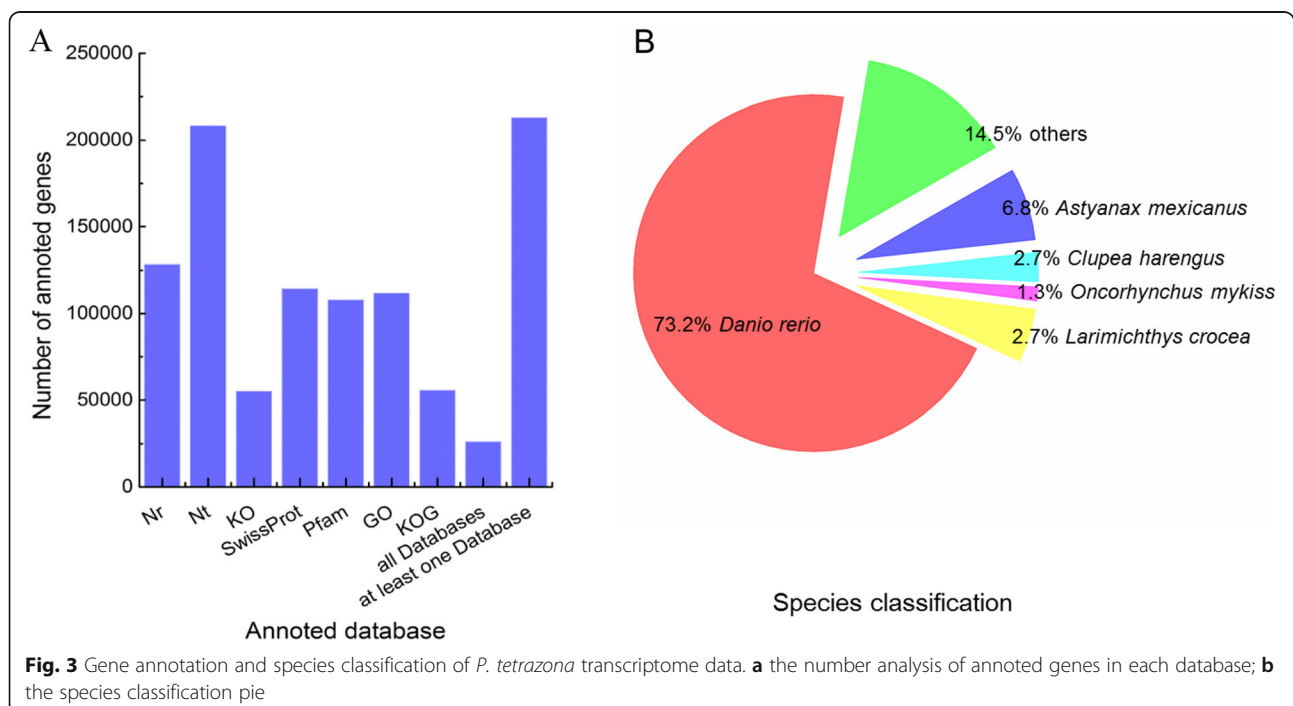 A
250000
200000
150000
100000
50000
0
Number of annoted genes
Nr
Nt
KO
SwissProt
Pfam
GO
KOG
all Databases
at least one Database
Annoted database
B
14.5% others
6.8% Astyanax mexicanus
2.7% Clupea harengus
1.3% Oncorhynchus mykiss
2.7% Larimichthys crocea
73.2% Danio rerio
Species classification
Fig. 3 Gene annotation and species classification of P. tetrazona transcriptome data. a the number analysis of annoted genes in each database; b
the species classification pie